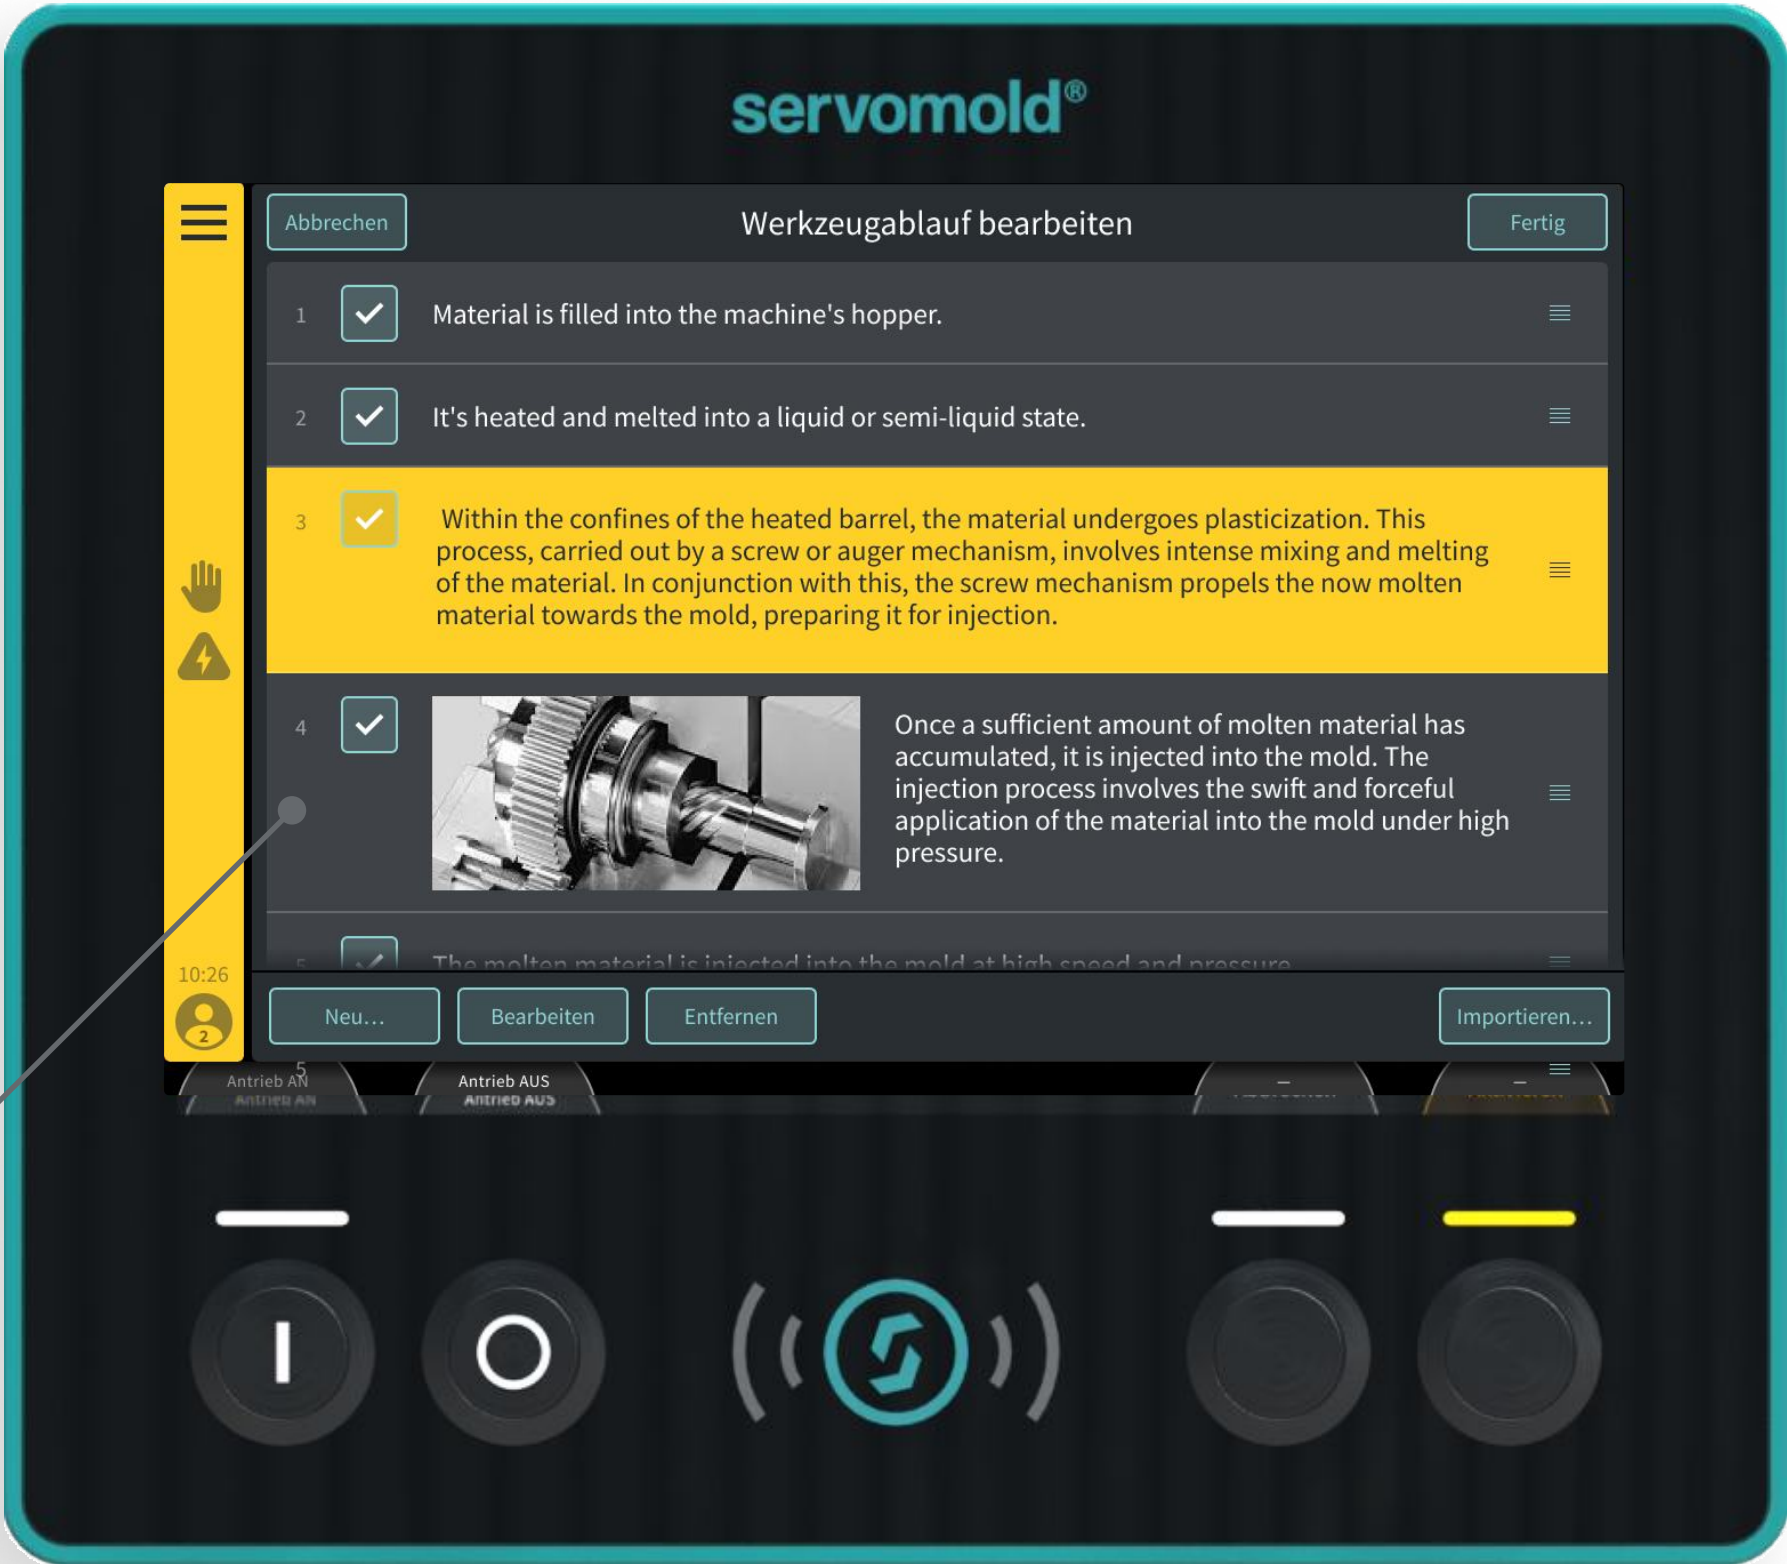 servomold®
Abbrechen
Werkzeugablauf bearbeiten
Fertig
1
Material is filled into the machine's hopper.
2
It's heated and melted into a liquid or semi-liquid state.
3
Within the confines of the heated barrel, the material undergoes plasticization. This
process, carried out by a screw or auger mechanism, involves intense mixing and melting
of the material. In conjunction with this, the screw mechanism propels the now molten
material towards the mold, preparing it for injection.
4
Once a sufficient amount of molten material has
accumulated, it is injected into the mold. The
injection process involves the swift and forceful
application of the material into the mold under high
pressure.
5
The molten material is injected into the mold at high speed and pressure
10:26
2
Neu...
Bearbeiten
Entfernen
Importieren...
5
Antrieb AN
Antrieb AUS
–
–
Antrieb AN
Antrieb AUS